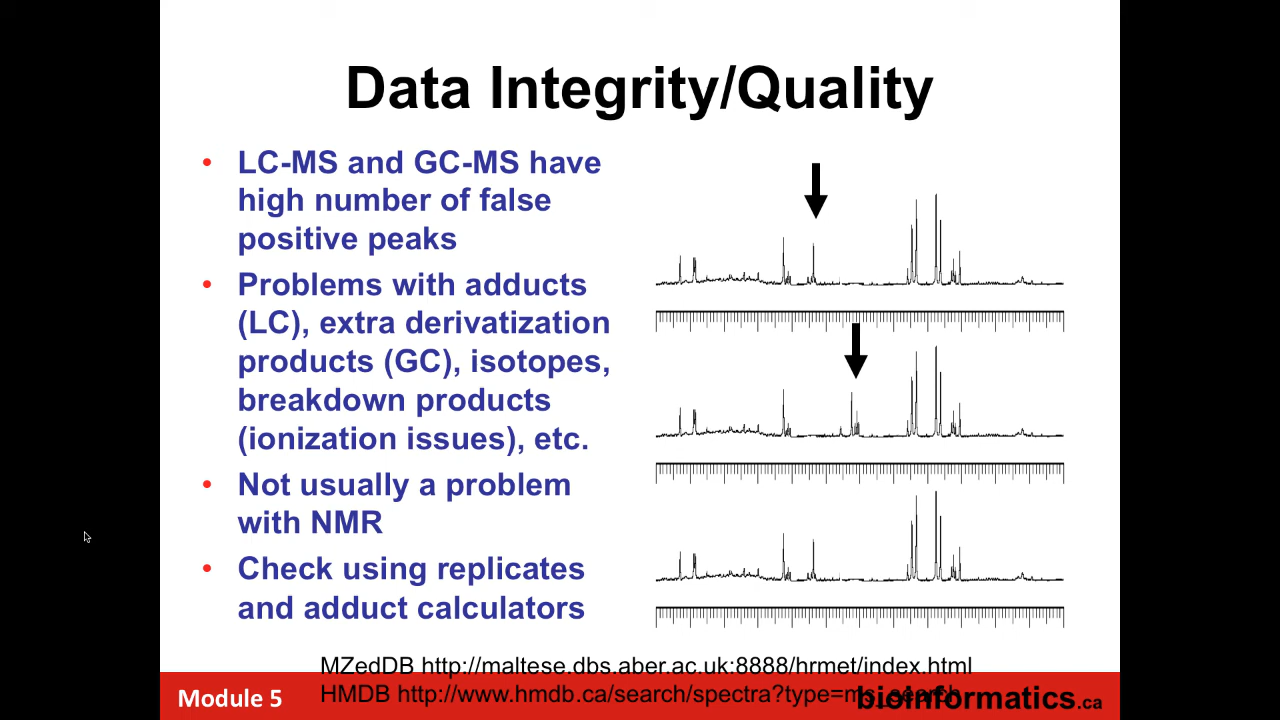 Data Integrity/Quality
• LC-MS and GC-MS have
high number of false
positive peaks
• Problems with adducts
(LC), extra derivatization
products (GC), isotopes,
breakdown products
(ionization issues), etc.
• Not usually a problem
with NMR
• Check using replicates
and adduct calculators
MZedDB http://maltese.dbs.aber.ac.uk:8888/hrmet/index.html
HMDB http://www.hmdb.ca/search/spectra?type=ms_search
Module 5
bioinformatics.ca